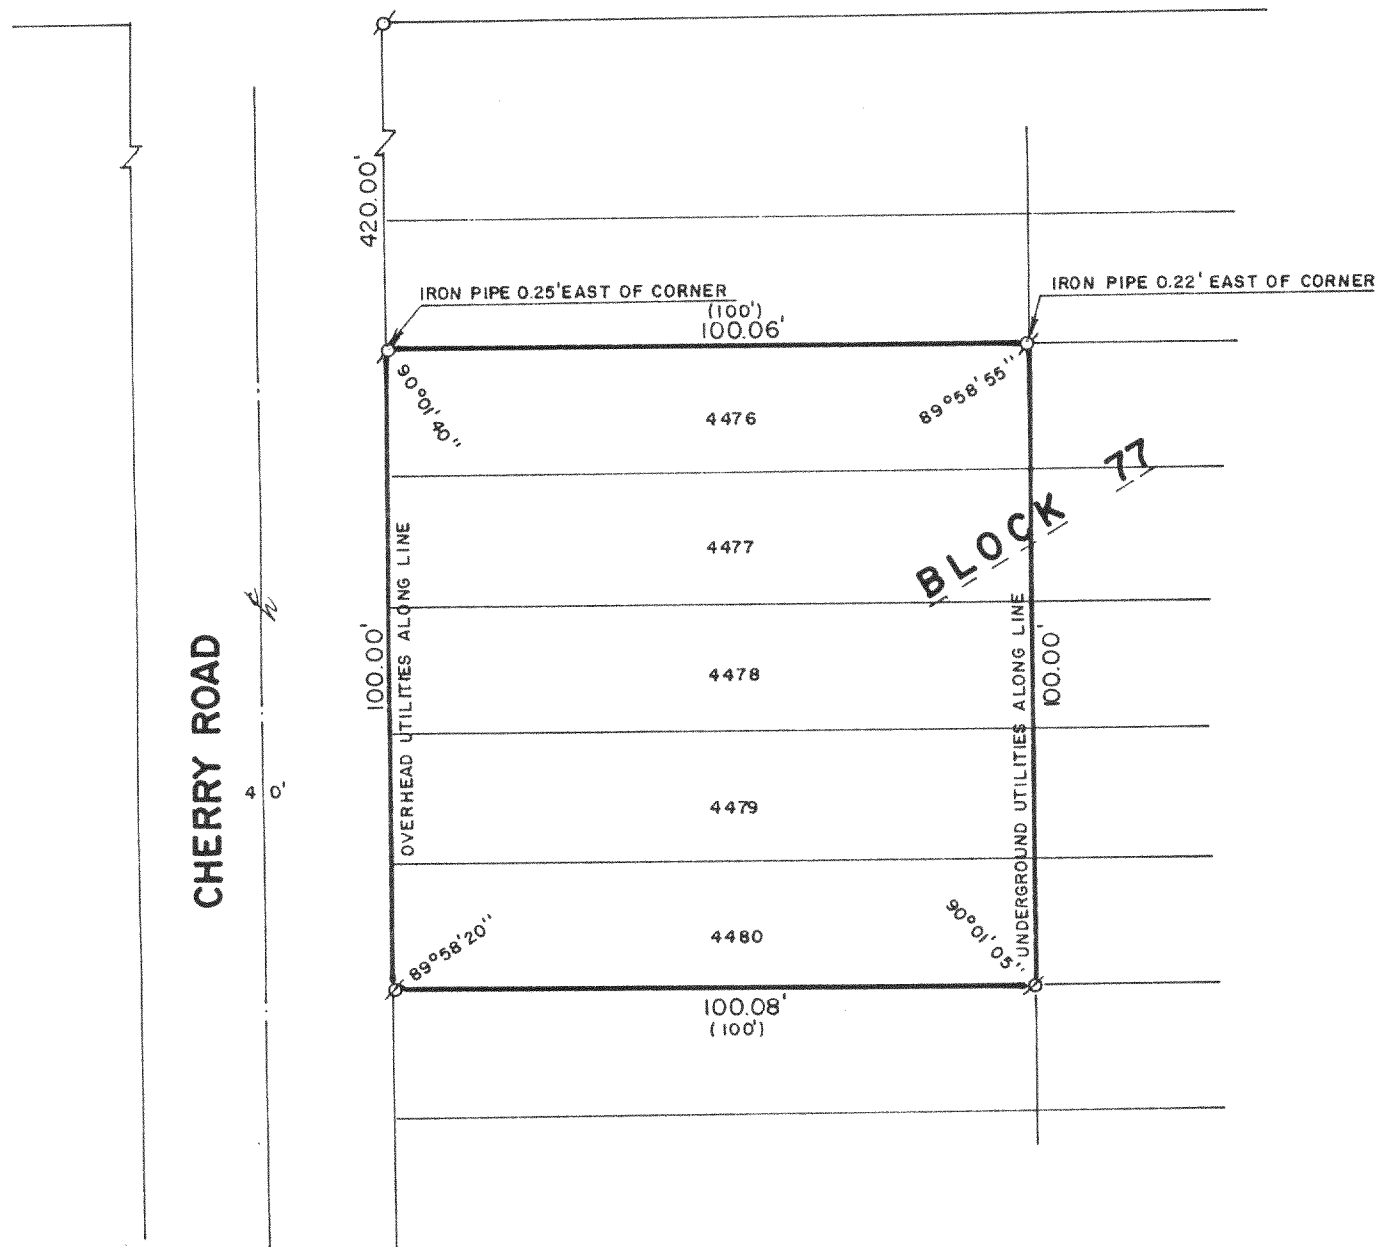 420.00'
IRON PIPE 0.25' EAST OF CORNER
IRON PIPE 0.22' EAST OF CORNER
(100')
100.06'
90°01'40"
89°58'55"
4476
BLOCK 77
4477
OVERHEAD UTILITIES ALONG LINE
UNDERGROUND UTILITIES ALONG LINE
100.00'
100.00'
4478
CHERRY ROAD
40'
4479
89°58'20"
90°01'05"
4480
100.08'
(100')